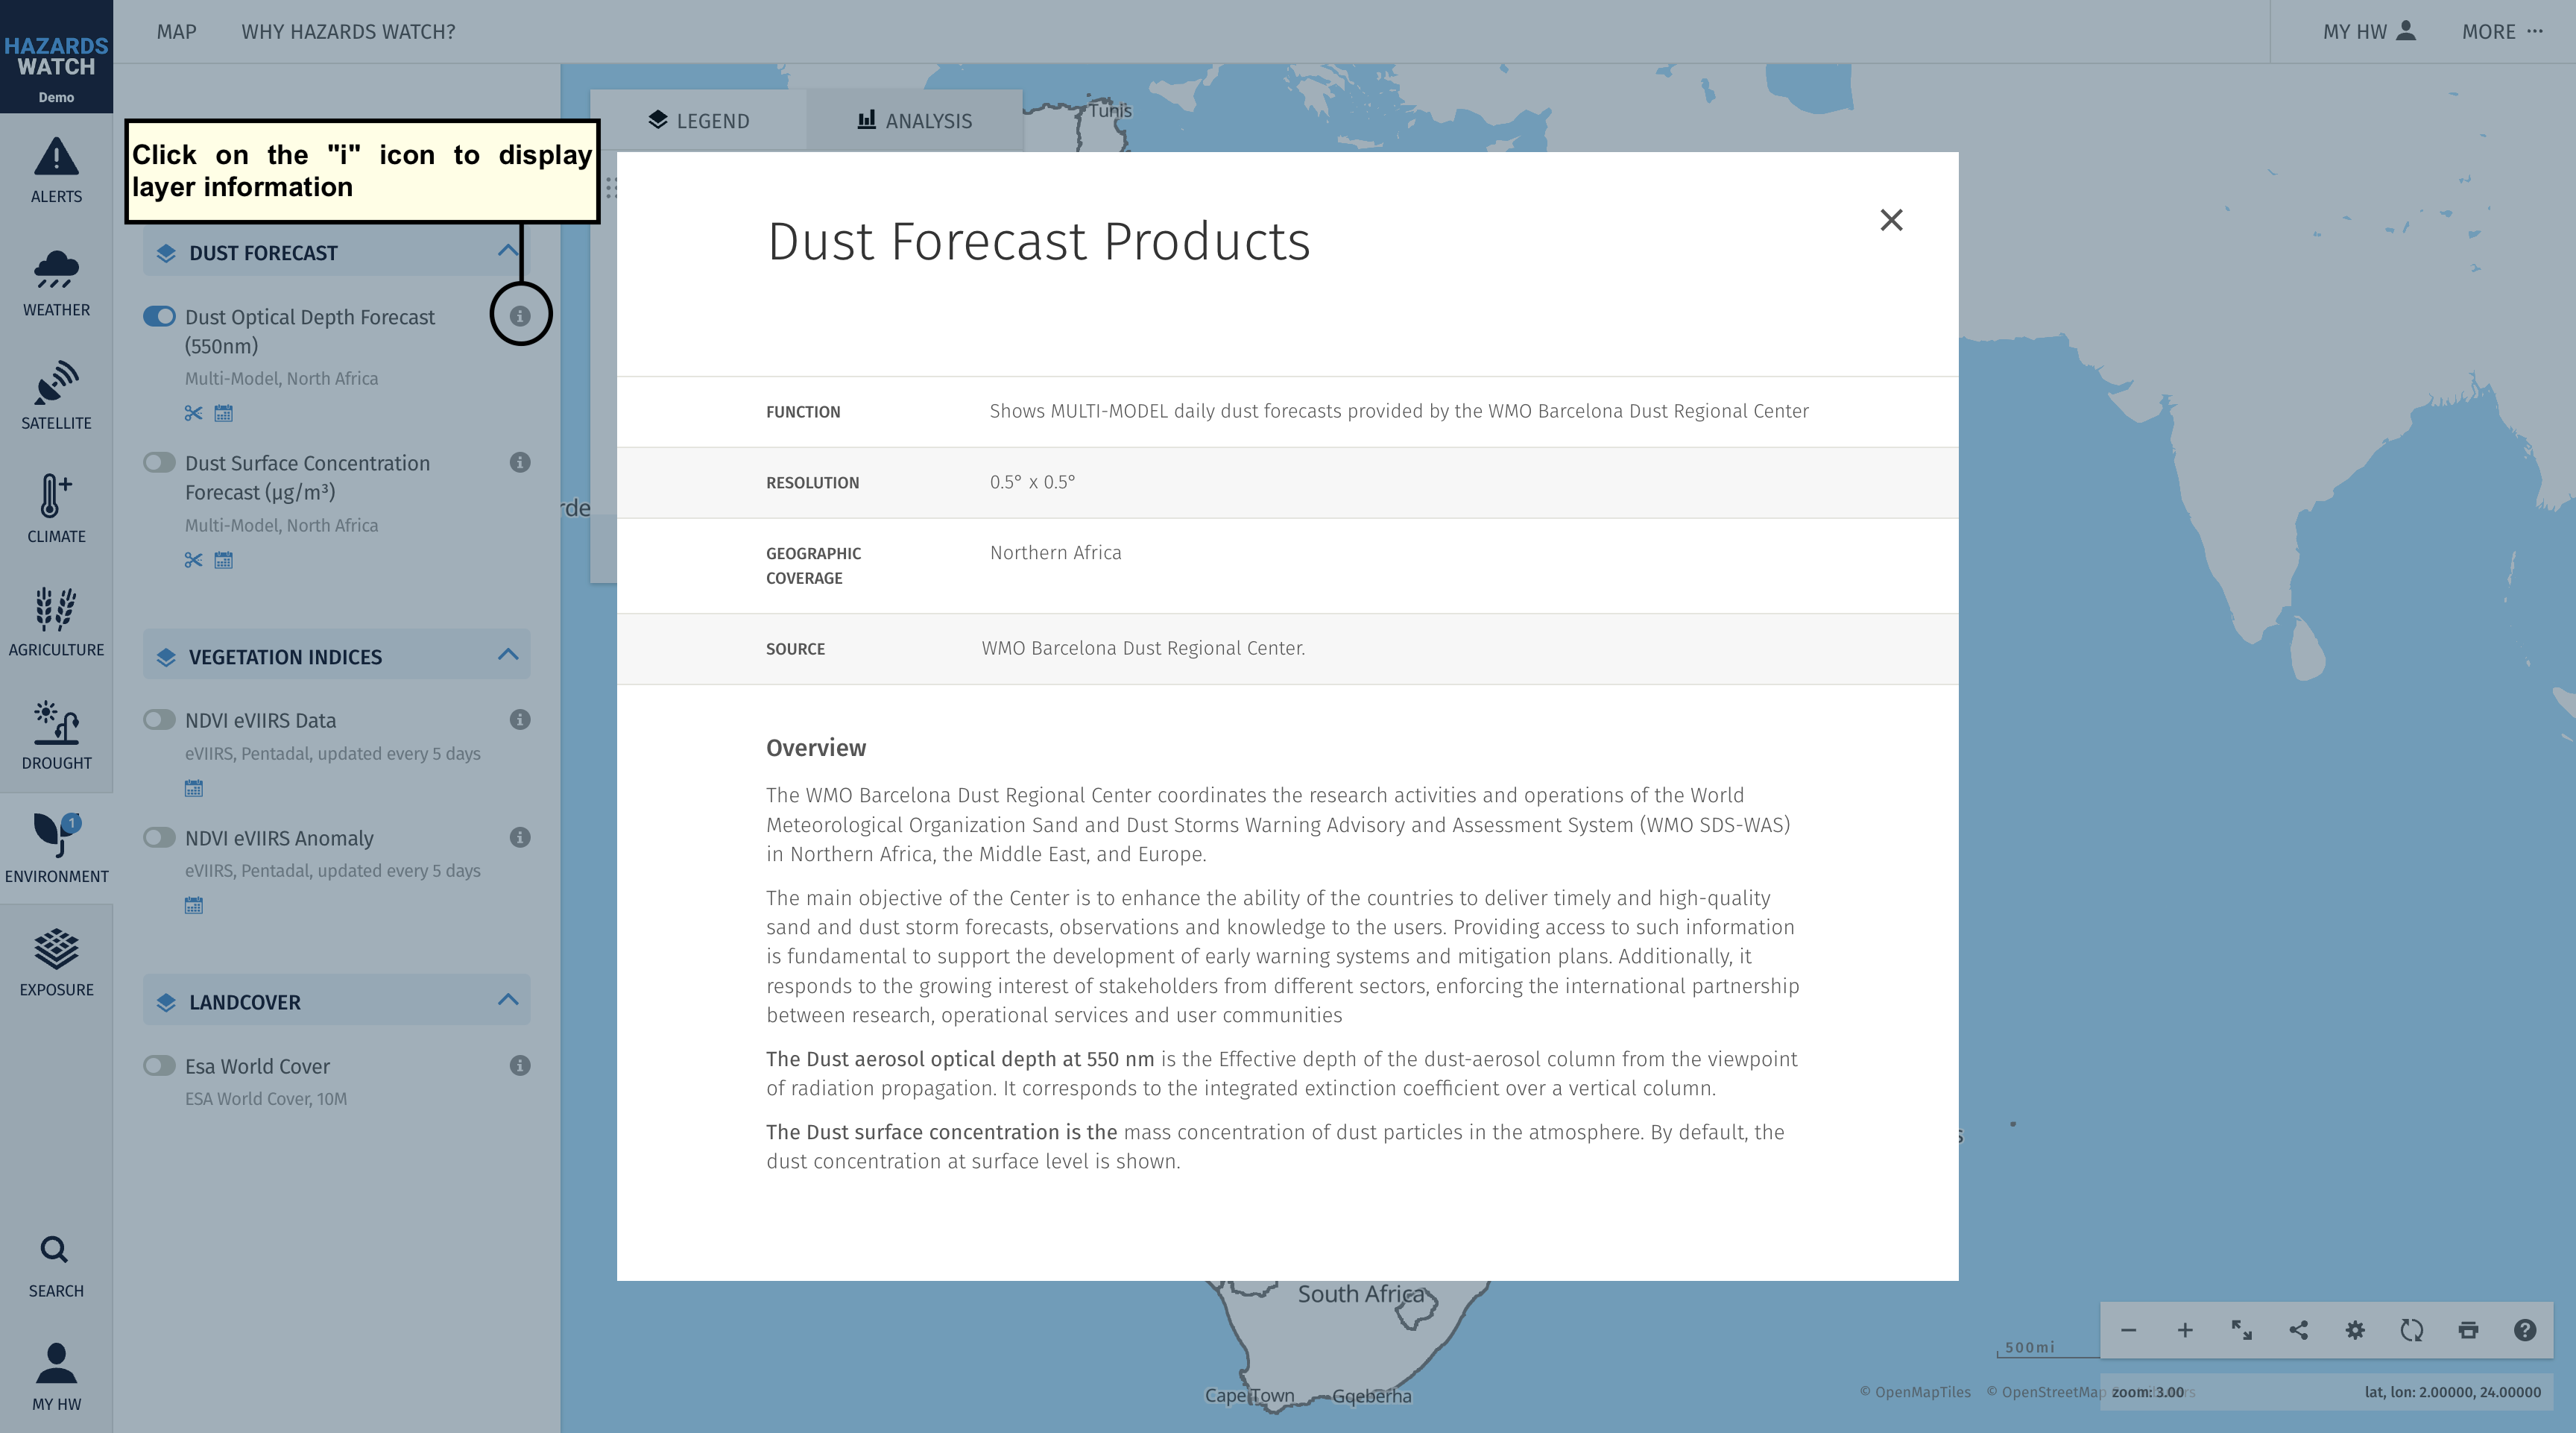 HAZARDS
WATCH
Demo
MAP
WHY HAZARDS WATCH?
MY HW
MORE
ALERTS
WEATHER
SATELLITE
CLIMATE
AGRICULTURE
DROUGHT
1
ENVIRONMENT
EXPOSURE
SEARCH
MY HW
Click on the "i" icon to display
layer information
DUST FORECAST
Dust Optical Depth Forecast
(550nm)
Multi-Model, North Africa
Dust Surface Concentration
Forecast (µg/m³)
Multi-Model, North Africa
VEGETATION INDICES
NDVI eVIIRS Data
eVIIRS, Pentadal, updated every 5 days
NDVI eVIIRS Anomaly
eVIIRS, Pentadal, updated every 5 days
LANDCOVER
Esa World Cover
ESA World Cover, 10M
LEGEND
ANALYSIS
Tunis
rde
Dust Forecast Products
FUNCTION
Shows MULTI-MODEL daily dust forecasts provided by the WMO Barcelona Dust Regional Center
RESOLUTION
0.5° x 0.5°
GEOGRAPHIC
COVERAGE
Northern Africa
SOURCE
WMO Barcelona Dust Regional Center.
Overview
The WMO Barcelona Dust Regional Center coordinates the research activities and operations of the World
Meteorological Organization Sand and Dust Storms Warning Advisory and Assessment System (WMO SDS-WAS)
in Northern Africa, the Middle East, and Europe.
The main objective of the Center is to enhance the ability of the countries to deliver timely and high-quality
sand and dust storm forecasts, observations and knowledge to the users. Providing access to such information
is fundamental to support the development of early warning systems and mitigation plans. Additionally, it
responds to the growing interest of stakeholders from different sectors, enforcing the international partnership
between research, operational services and user communities
The Dust aerosol optical depth at 550 nm is the Effective depth of the dust-aerosol column from the viewpoint
of radiation propagation. It corresponds to the integrated extinction coefficient over a vertical column.
The Dust surface concentration is the mass concentration of dust particles in the atmosphere. By default, the
dust concentration at surface level is shown.
South Africa
Cape Town
Gqeberha
500mi
© OpenMapTiles © OpenStreetMap
zoom: 3.00
lat, lon: 2.00000, 24.00000